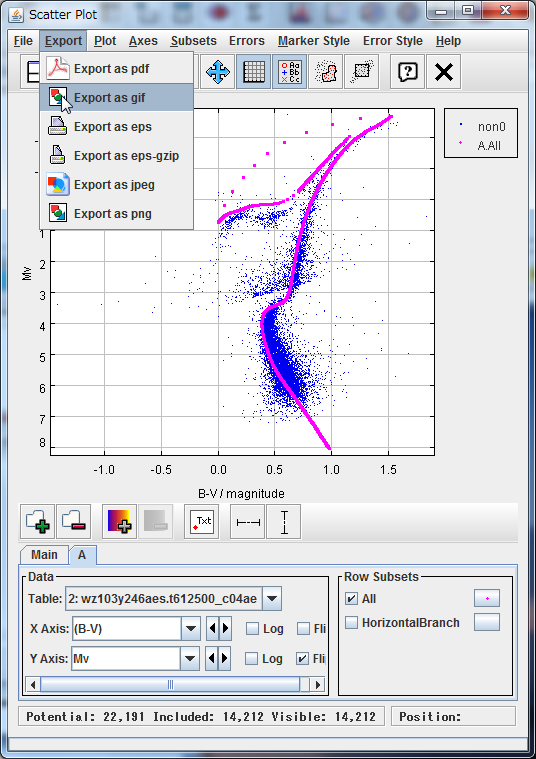 Scatter Plot
File Export Plot Axes Subsets Errors Marker Style Error Style Help
A Aa
B Bb
C Cc
Export as pdf
Export as gif
Export as eps
Export as eps-gzip
Export as jpeg
Export as png
non0
A.All
Mv
1
2
3
4
5
6
7
8
-1.0 -0.5 0.0 0.5 1.0 1.5
B-V / magnitude
Txt
Main A
Data
Table: 2: wz103y246aes.t612500_c04ae
X Axis: (B-V) Log Fli
Y Axis: Mv Log Fli
Row Subsets
All
HorizontalBranch
Potential: 22,191 Included: 14,212 Visible: 14,212 Position: